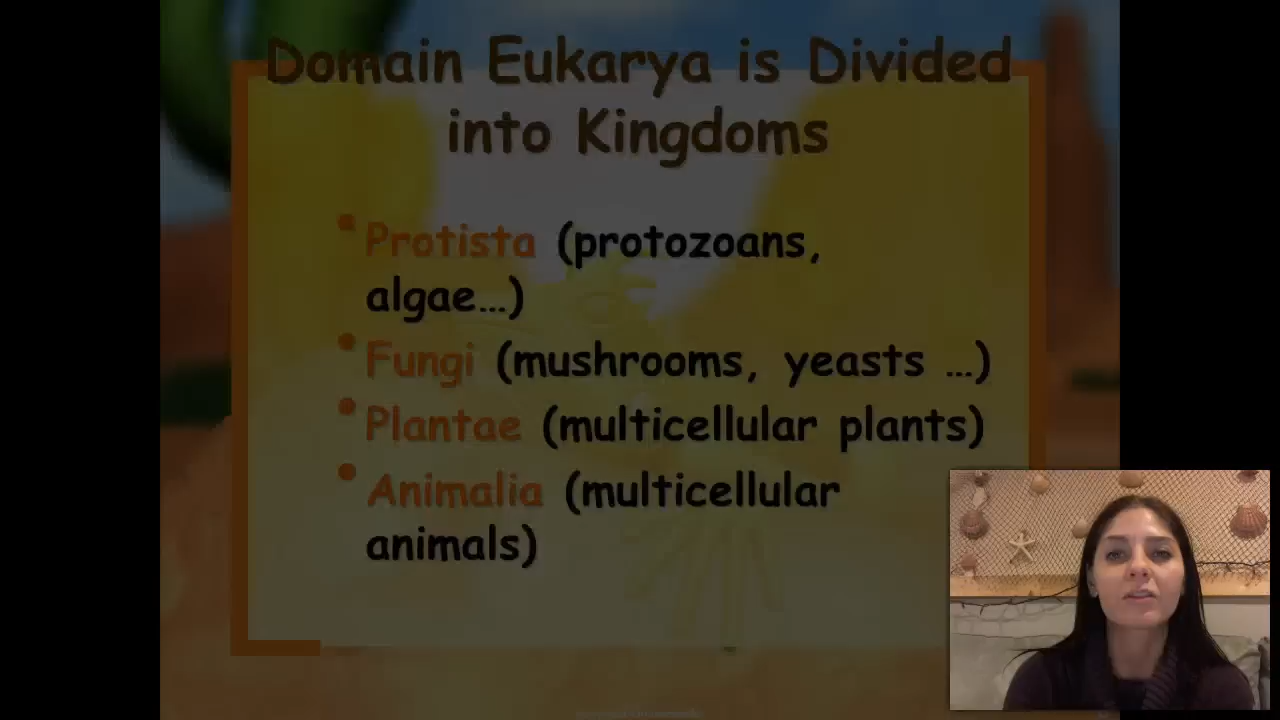 Domain Eukarya is Divided
into Kingdoms
• Protista (protozoans,
algae…)
• Fungi (mushrooms, yeasts …)
• Plantae (multicellular plants)
• Animalia (multicellular
animals)